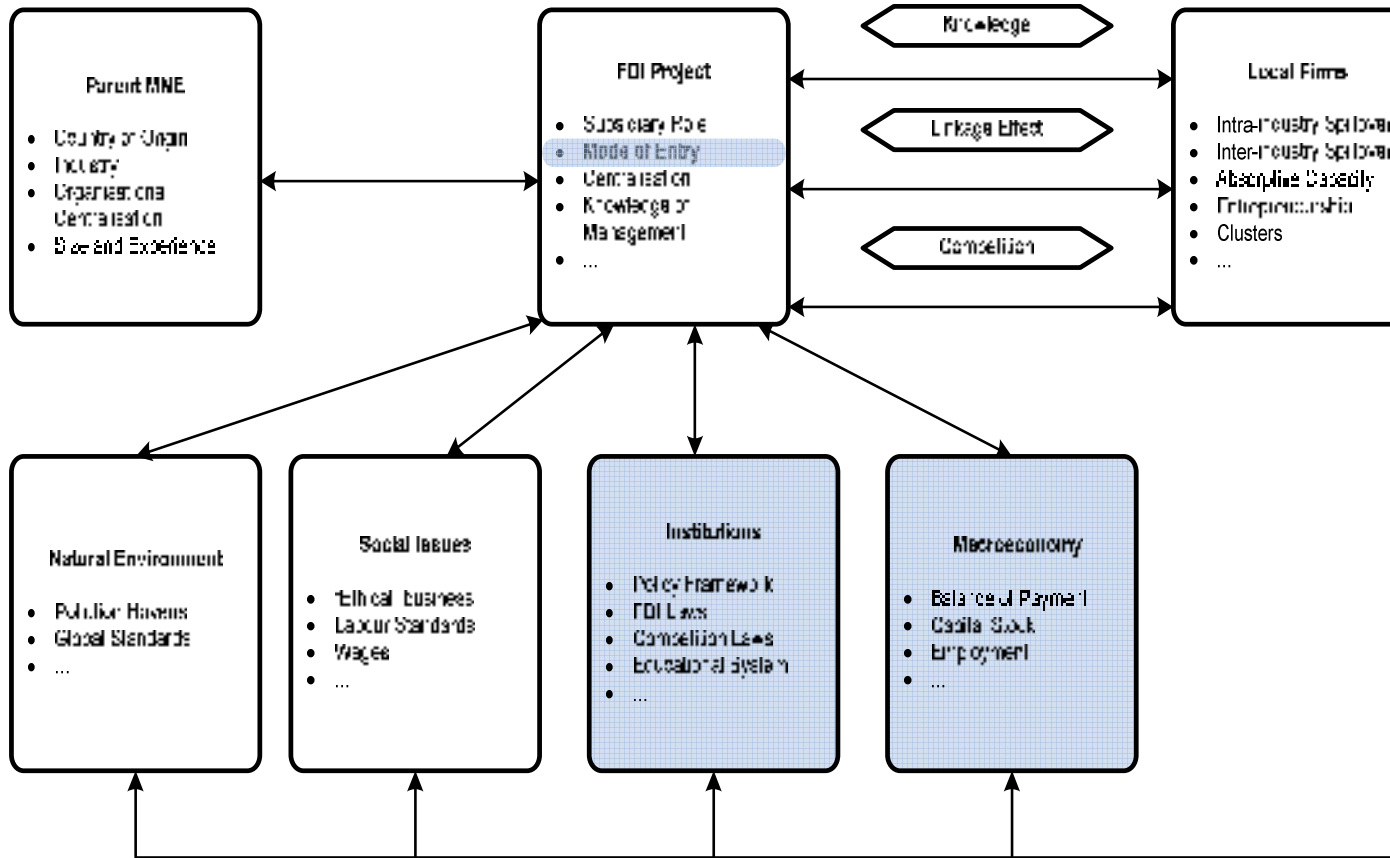 Parent MNE
• Country of Origin
• Industry
• Organisational
Centralisation
• Size and Experience
FDI Project
• Subsidiary Role
• Mode of Entry
• Centralisation
• Knowledge of
Management
• ...
Knowledge
Linkage Effect
Competition
Local Firms
• Intra-Industry Spillover
• Inter-Industry Spillover
• Absorptive Capacity
• Entrepreneurship
• Clusters
• ...
Natural Environment
• Pollution Havens
• Global Standards
• ...
Social Issues
• "Ethical" business
• Labour Standards
• Wages
• ...
Institutions
• Policy Framework
• FDI Laws
• Competition Laws
• Educational System
• ...
Macroeconomy
• Balance of Payment
• Capital Stock
• Employment
• ...